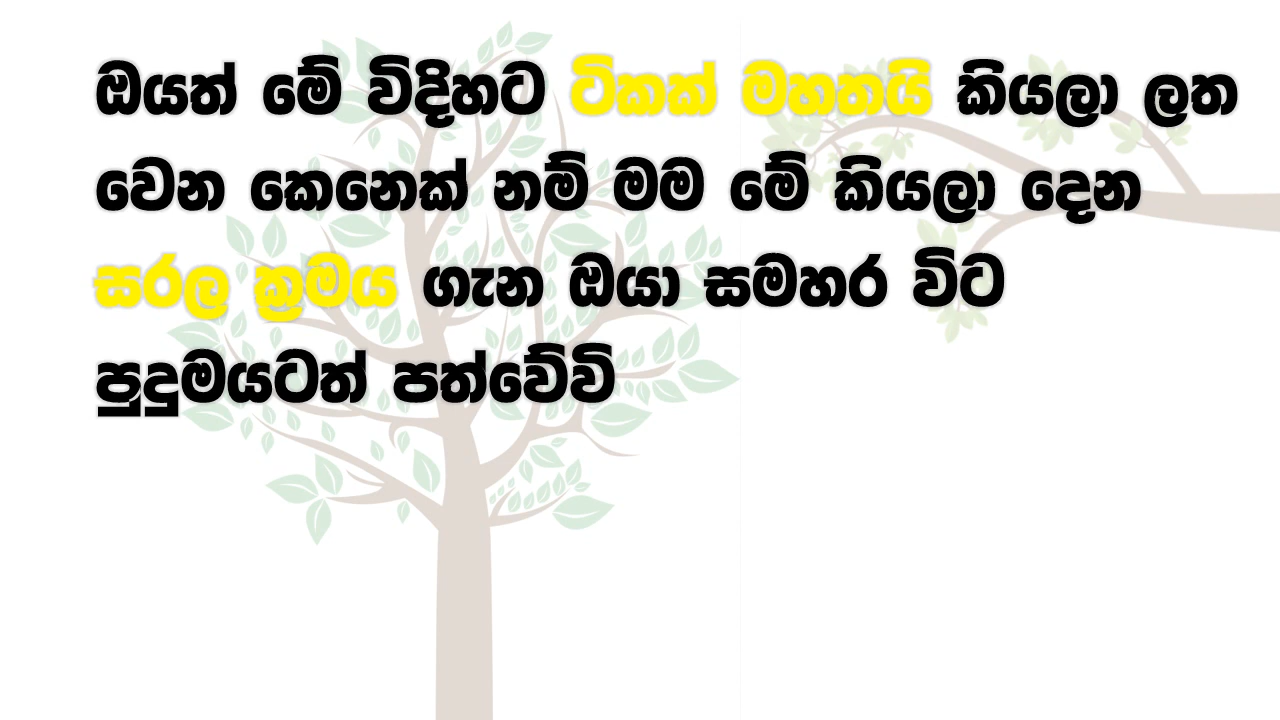 ඔයත් මේ විදිහට ටිකක් මහතයි කියලා ලත
වෙන කෙනෙක් නම් මම මේ කියලා දෙන
සරල ක්‍රමය ගැන ඔයා සමහර විට
පුදුමයටත් පත්වේවි